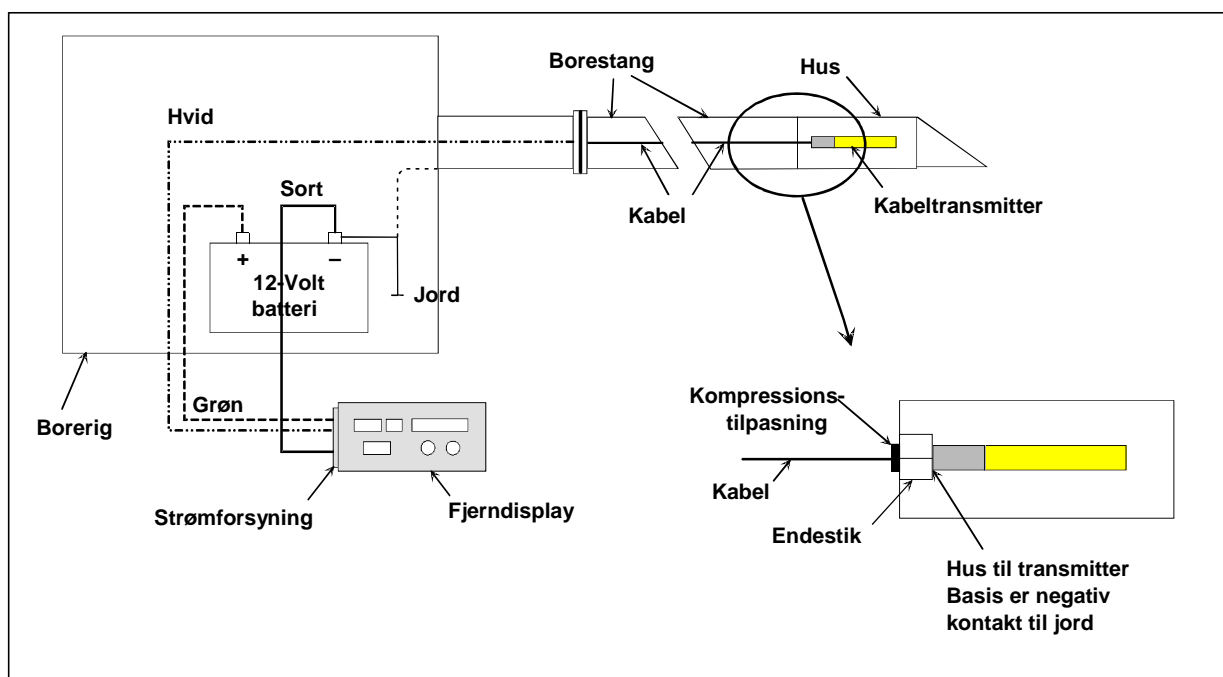 Borestang
Hus
Hvid
Sort
Kabel
Kabeltransmitter
+
–
12-Volt
batteri
Jord
Grøn
Borerig
Kompressions-
tilpasning
Kabel
Strømforsyning
Fjerndisplay
Endestik
Hus til transmitter
Basis er negativ
kontakt til jord